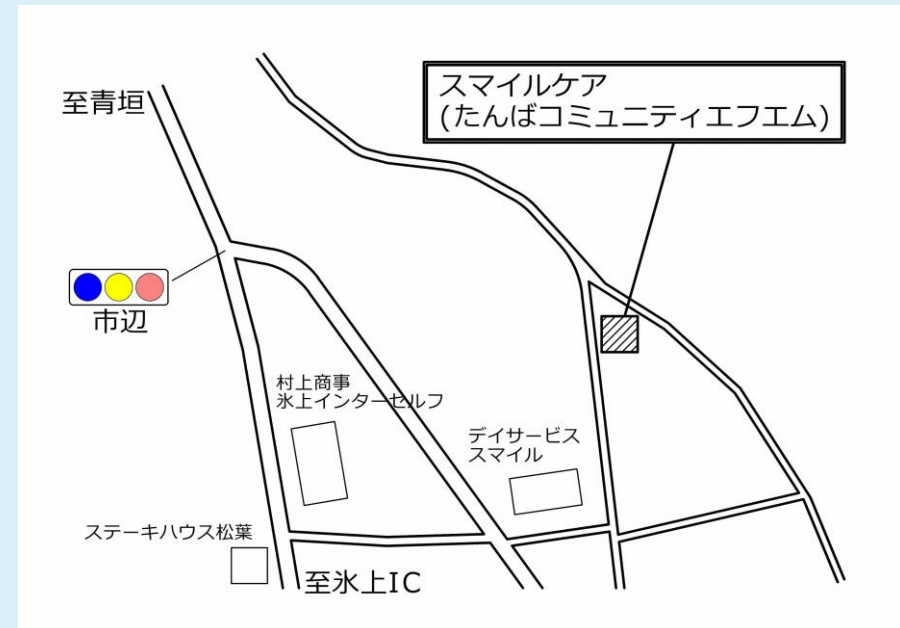 至青垣
スマイルケア
(たんばコミュニティエフエム)
市辺
村上商事
氷上インターセルフ
デイサービス
スマイル
ステーキハウス松葉
至氷上IC